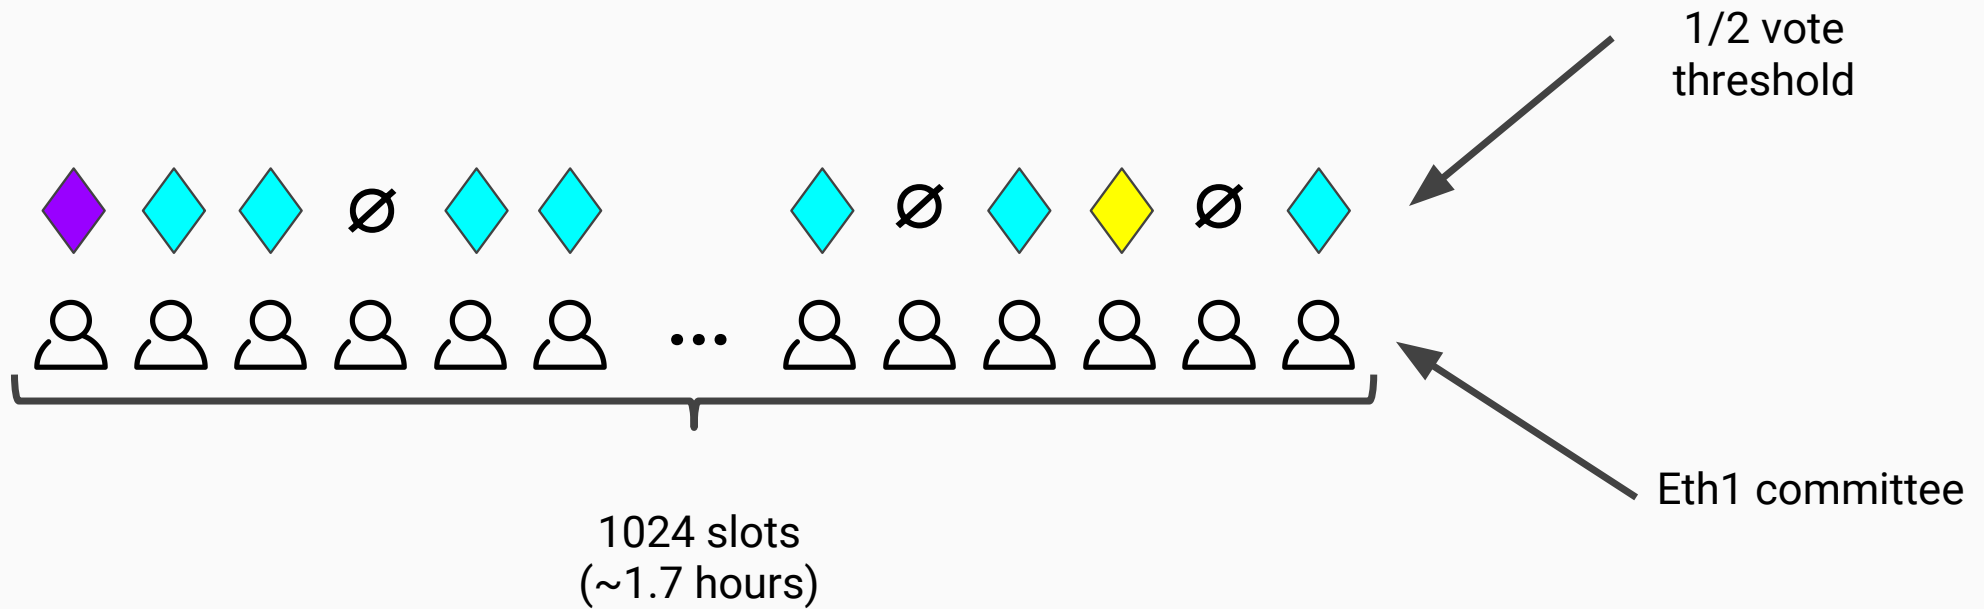 1/2 vote
threshold
Ø Ø Ø
...
Eth1 committee
1024 slots
(~1.7 hours)